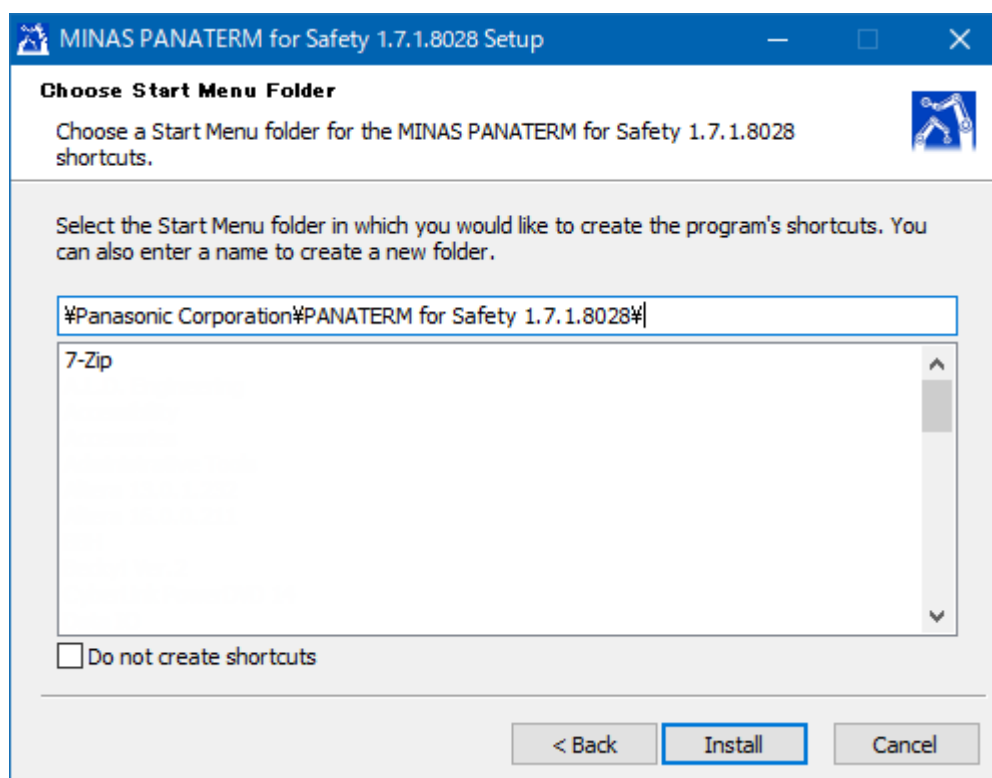 MINAS PANATERM for Safety 1.7.1.8028 Setup
Choose Start Menu Folder
Choose a Start Menu folder for the MINAS PANATERM for Safety 1.7.1.8028
shortcuts.
Select the Start Menu folder in which you would like to create the program's shortcuts. You
can also enter a name to create a new folder.
¥Panasonic Corporation¥PANATERM for Safety 1.7.1.8028¥
7-Zip
Do not create shortcuts
< Back
Install
Cancel